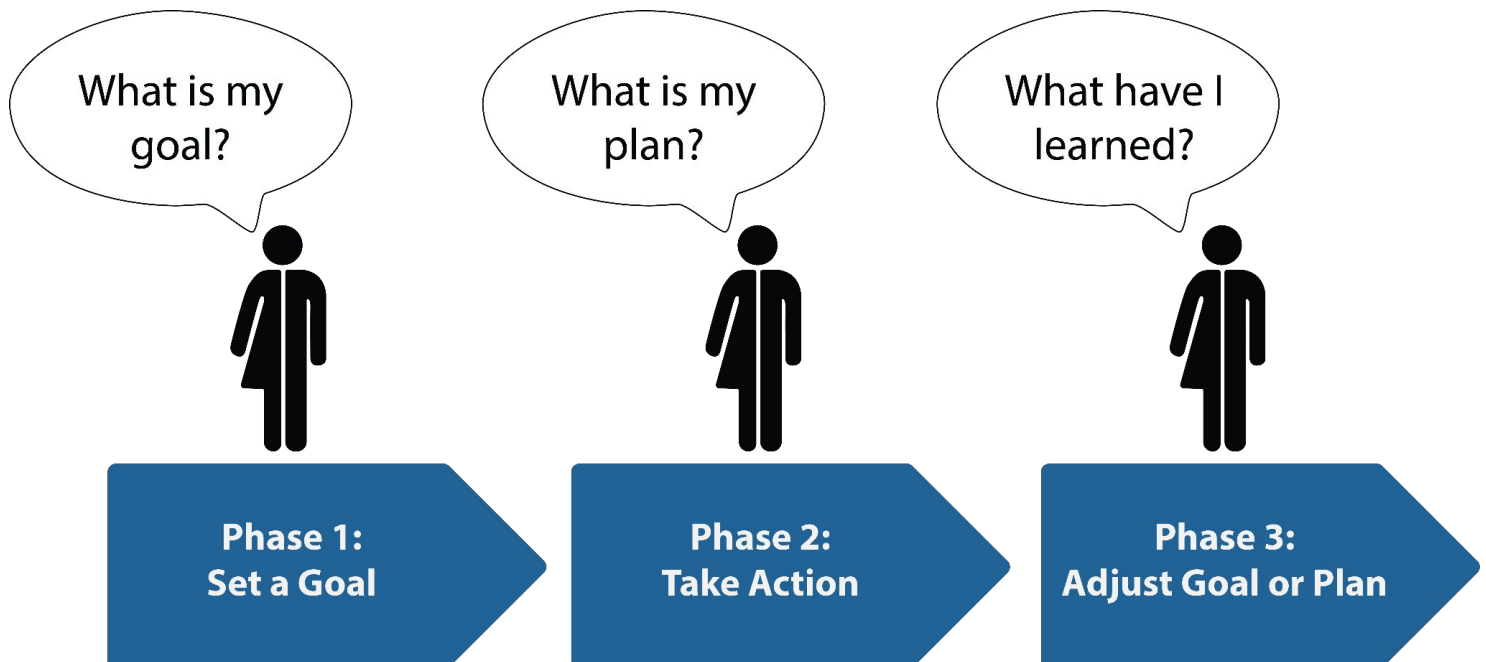 What is my
goal?
What is my
plan?
What have I
learned?
Phase 1:
Set a Goal
Phase 2:
Take Action
Phase 3:
Adjust Goal or Plan